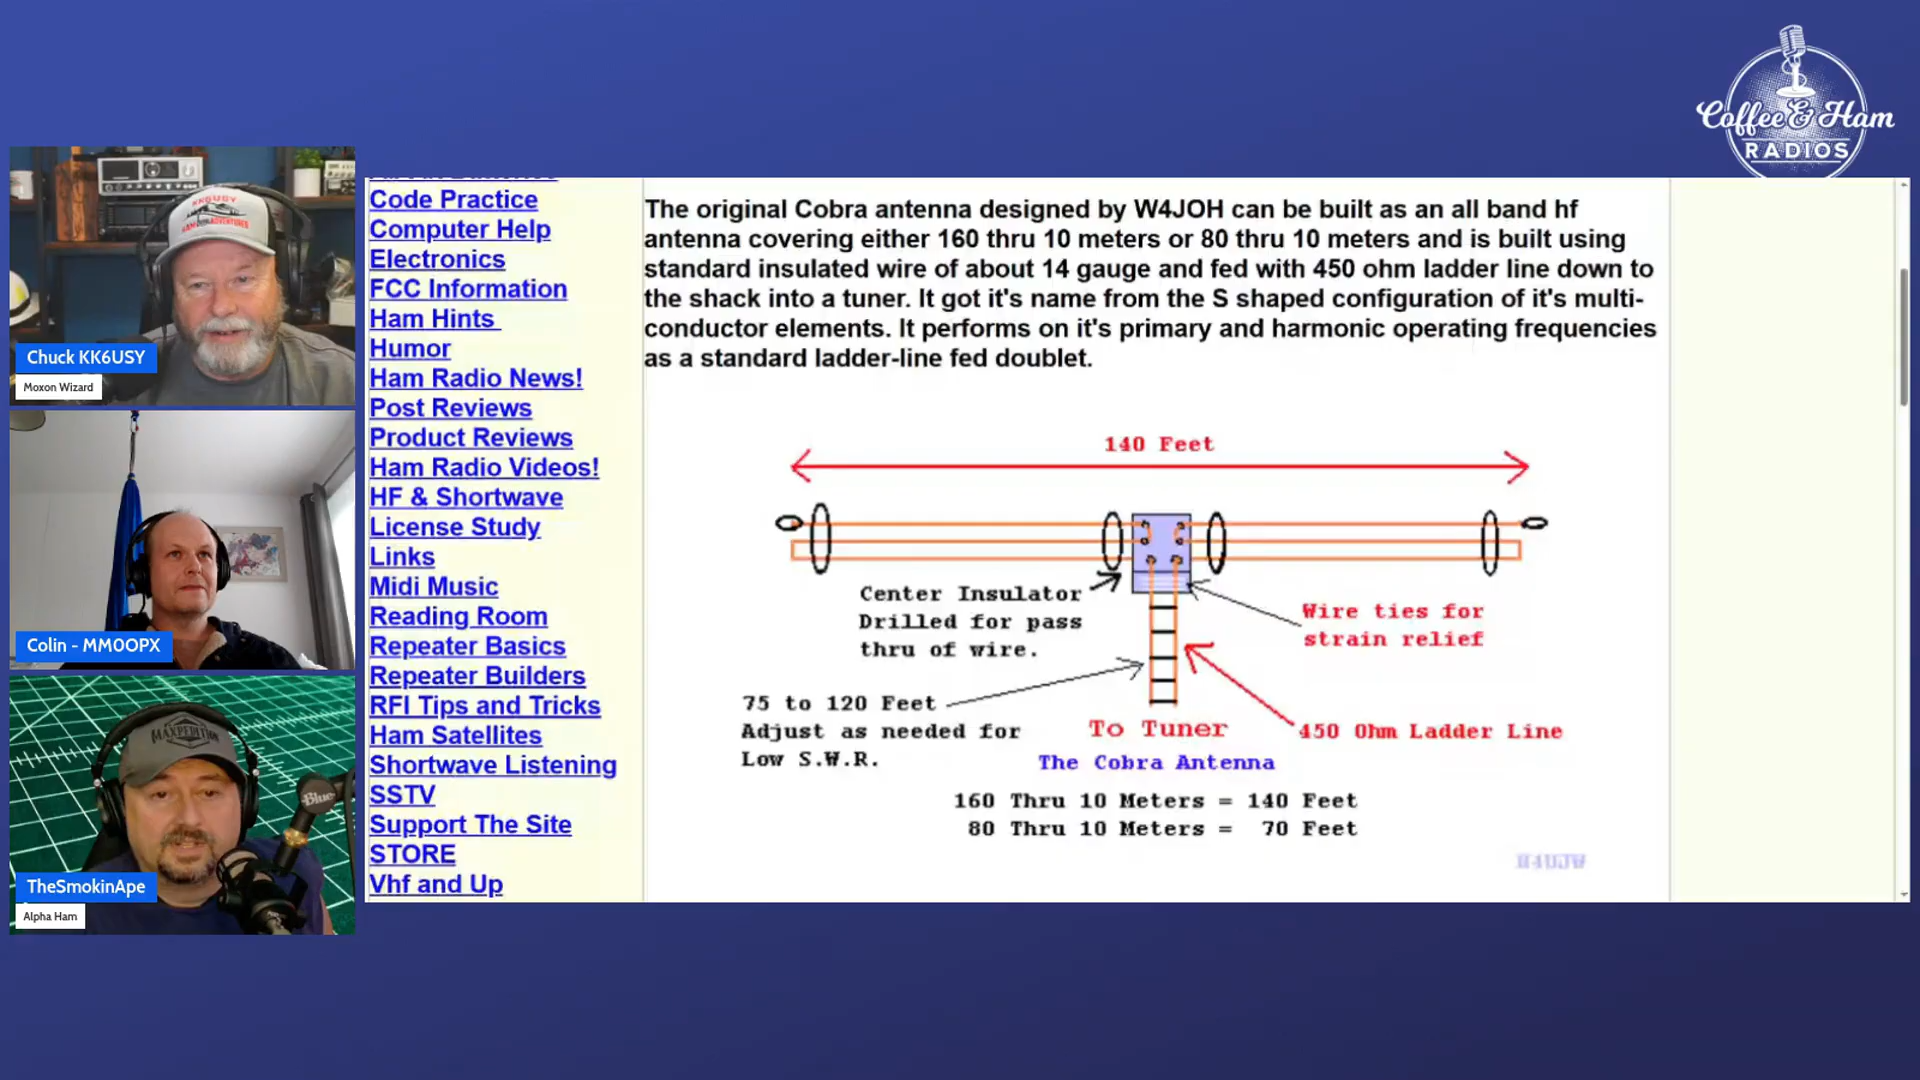 Coffee & Ham
RADIOS
KK6USY
Chuck KK6USY
Moxon Wizard
Colin - MM0OPX
MAXPEDITION
Blue
TheSmokinApe
Alpha Ham
Code Practice
Computer Help
Electronics
FCC Information
Ham Hints
Humor
Ham Radio News!
Post Reviews
Product Reviews
Ham Radio Videos!
HF & Shortwave
License Study
Links
Midi Music
Reading Room
Repeater Basics
Repeater Builders
RFI Tips and Tricks
Ham Satellites
Shortwave Listening
SSTV
Support The Site
STORE
Vhf and Up
The original Cobra antenna designed by W4JOH can be built as an all band hf
antenna covering either 160 thru 10 meters or 80 thru 10 meters and is built using
standard insulated wire of about 14 gauge and fed with 450 ohm ladder line down to
the shack into a tuner. It got it's name from the S shaped configuration of it's multi-
conductor elements. It performs on it's primary and harmonic operating frequencies
as a standard ladder-line fed doublet.
140 Feet
Center Insulator
Drilled for pass
thru of wire.
Wire ties for
strain relief
75 to 120 Feet
Adjust as needed for
Low S.W.R.
To Tuner
450 Ohm Ladder Line
The Cobra Antenna
160 Thru 10 Meters = 140 Feet
80 Thru 10 Meters = 70 Feet